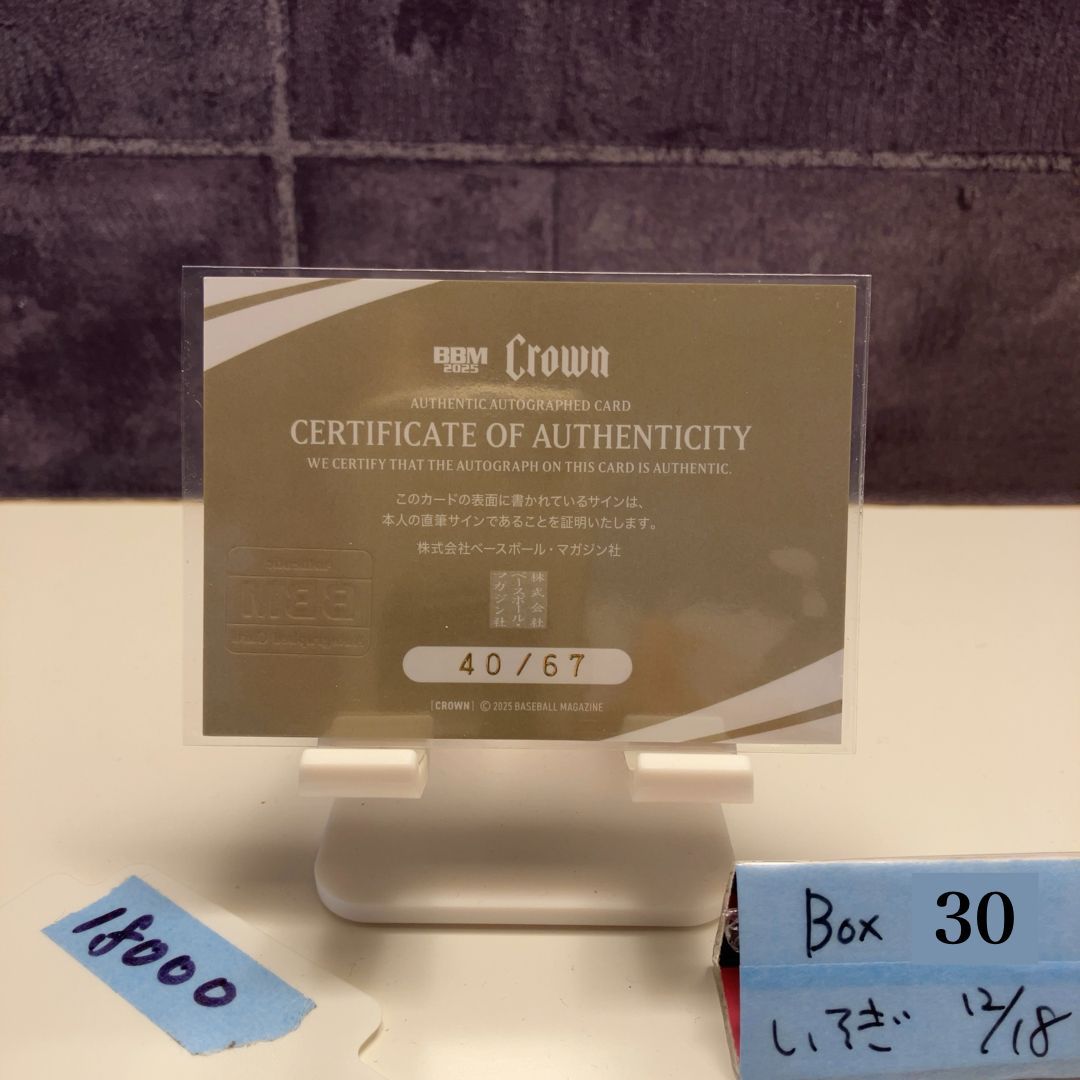 BBM
2025
Crown
AUTHENTIC AUTOGRAPHED CARD
CERTIFICATE OF AUTHENTICITY
WE CERTIFY THAT THE AUTOGRAPH ON THIS CARD IS AUTHENTIC.
このカードの表面に書かれているサインは、
本人の直筆サインであることを証明いたします。
株式会社ベースボール・マガジン社
株式会社
ベースボール・
マガジン社
BBM
40/67
[CROWN] © 2025 BASEBALL MAGAZINE
18000
Box 30
12/18